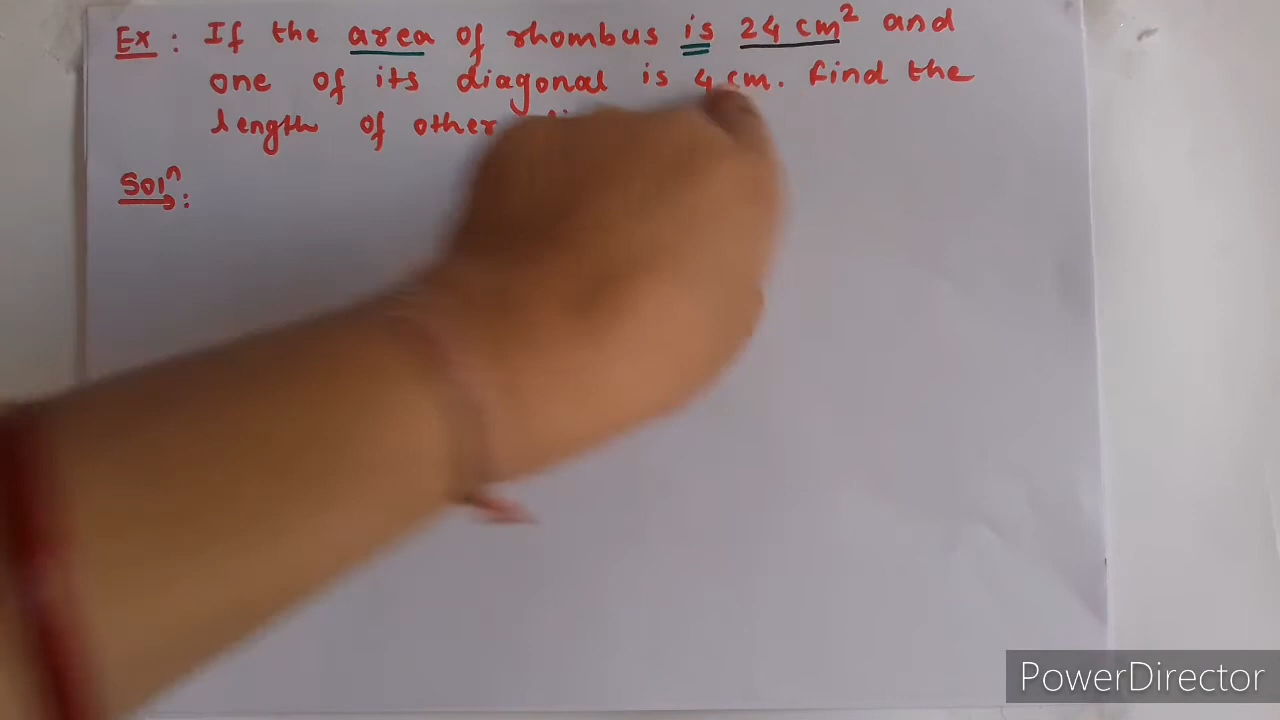 Ex : If the area of rhombus is 24 cm² and
one of its diagonal is 4 cm. Find the
length of other
Solⁿ :
PowerDirector